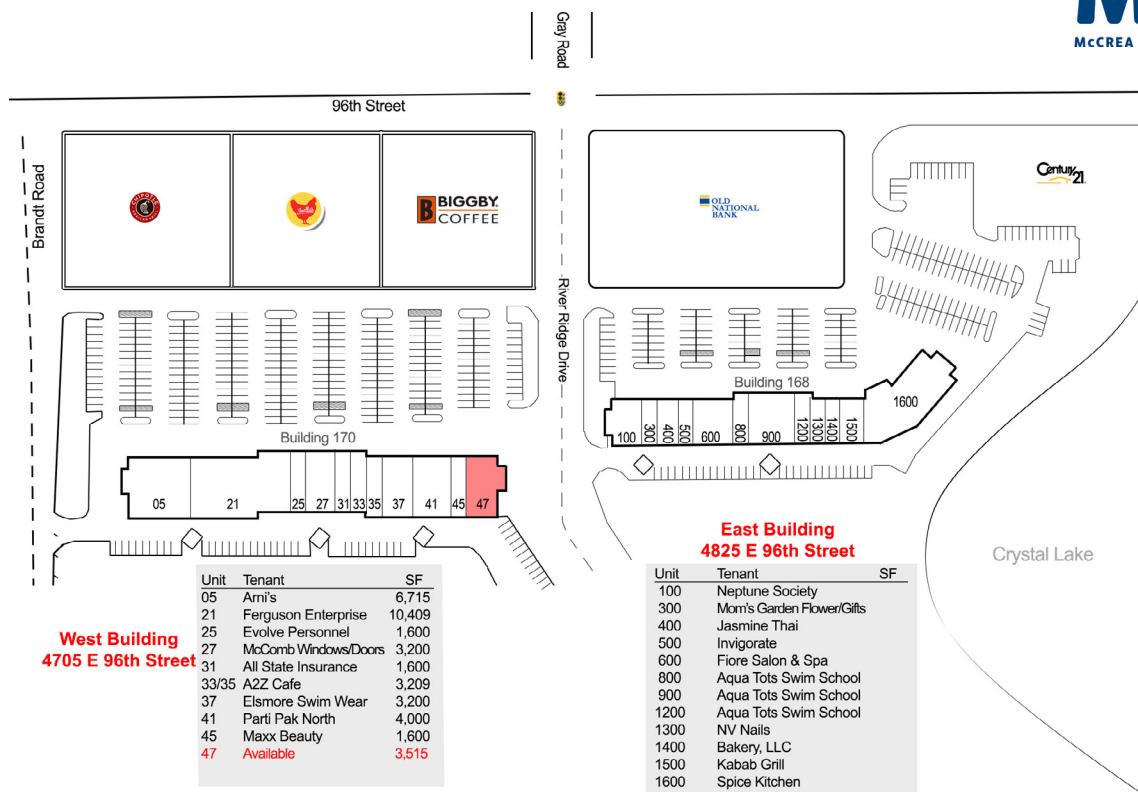 M
McCREA
Gray Road
96th Street
Brandt Road
CHIPOTLE
BIGGBY
COFFEE
OLD
NATIONAL
BANK
Century
21
River Ridge Drive
Building 168
1600
100 300 400 500 600 800 900 1200 1300 1400 1500
Building 170
05 21 25 27 31 33 35 37 41 45 47
East Building
4825 E 96th Street
Crystal Lake
West Building
4705 E 96th Street
Unit Tenant SF
05 Arni's 6,715
21 Ferguson Enterprise 10,409
25 Evolve Personnel 1,600
27 McComb Windows/Doors 3,200
31 All State Insurance 1,600
33/35 A2Z Cafe 3,209
37 Elsmore Swim Wear 3,200
41 Parti Pak North 4,000
45 Maxx Beauty 1,600
47 Available 3,515
Unit Tenant SF
100 Neptune Society
300 Mom's Garden Flower/Gifts
400 Jasmine Thai
500 Invigorate
600 Fiore Salon & Spa
800 Aqua Tots Swim School
900 Aqua Tots Swim School
1200 Aqua Tots Swim School
1300 NV Nails
1400 Bakery, LLC
1500 Kabab Grill
1600 Spice Kitchen